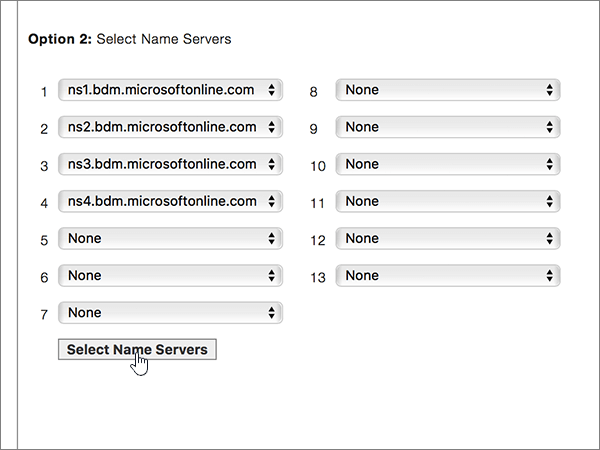 Option 2: Select Name Servers
1 ns1.bdm.microsoftonline.com
2 ns2.bdm.microsoftonline.com
3 ns3.bdm.microsoftonline.com
4 ns4.bdm.microsoftonline.com
5 None
6 None
7 None
8 None
9 None
10 None
11 None
12 None
13 None
Select Name Servers